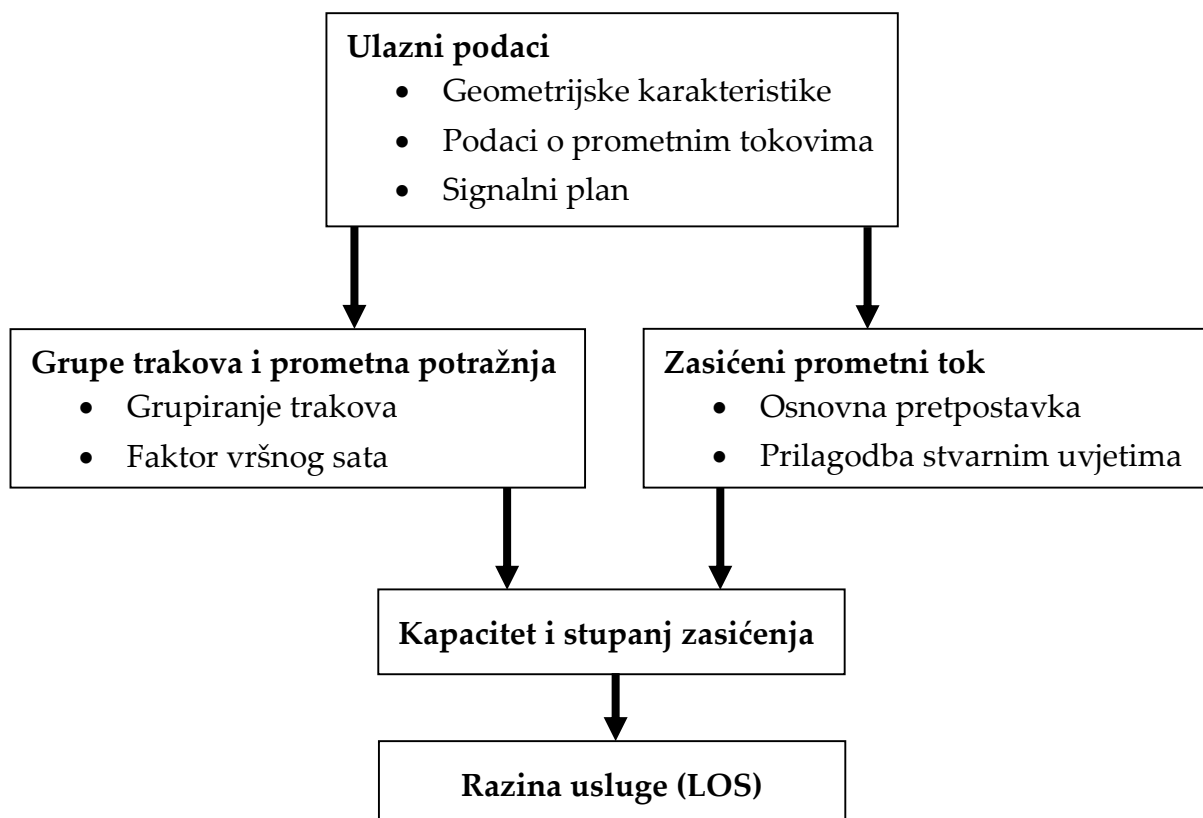 Ulazni podaci
• Geometrijske karakteristike
• Podaci o prometnim tokovima
• Signalni plan
Grupe trakova i prometna potražnja
• Grupiranje trakova
• Faktor vršnog sata
Zasićeni prometni tok
• Osnovna pretpostavka
• Prilagodba stvarnim uvjetima
Kapacitet i stupanj zasićenja
Razina usluge (LOS)